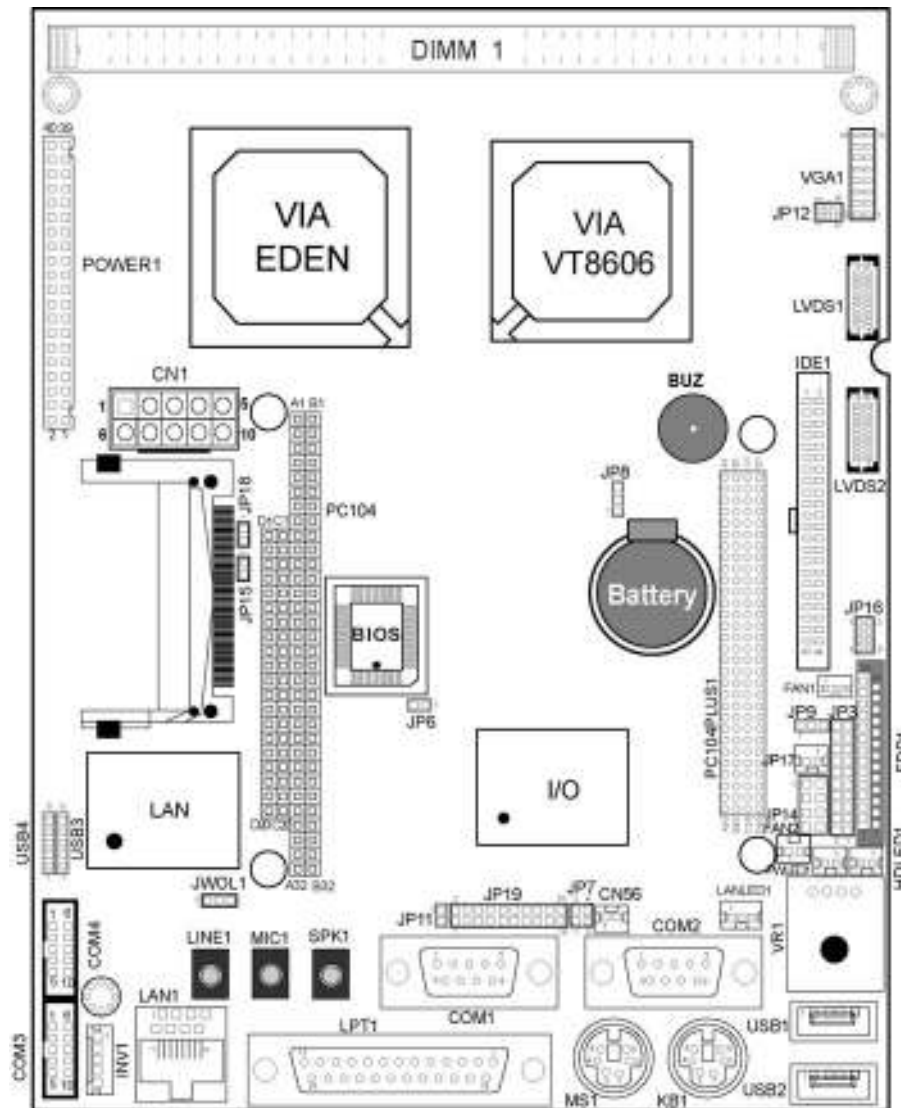 DIMM 1
4039
VGA1
JP12
VIA
EDEN
VIA
VT8606
POWER1
LVDS1
IDE1
CN1
BUZ
1
5
6
10
A1 B1
2 1
LVDS2
JP8
JP18
PC104
D1C1
Battery
JP15
JP16
BIOS
FAN1
JP6
JP9
JP3
PC104PLUS1
JP17
I/O
LAN
JP14
FAN2
USB4
USB3
HDLED1
A32 B32
JWOL1
JP7
CN56
LANLED1
JP19
JP11
COM2
LINE1
MIC1
SPK1
COM4
VR1
LAN1
COM1
LPT1
USB1
COM3
INV1
MS1
KB1
USB2